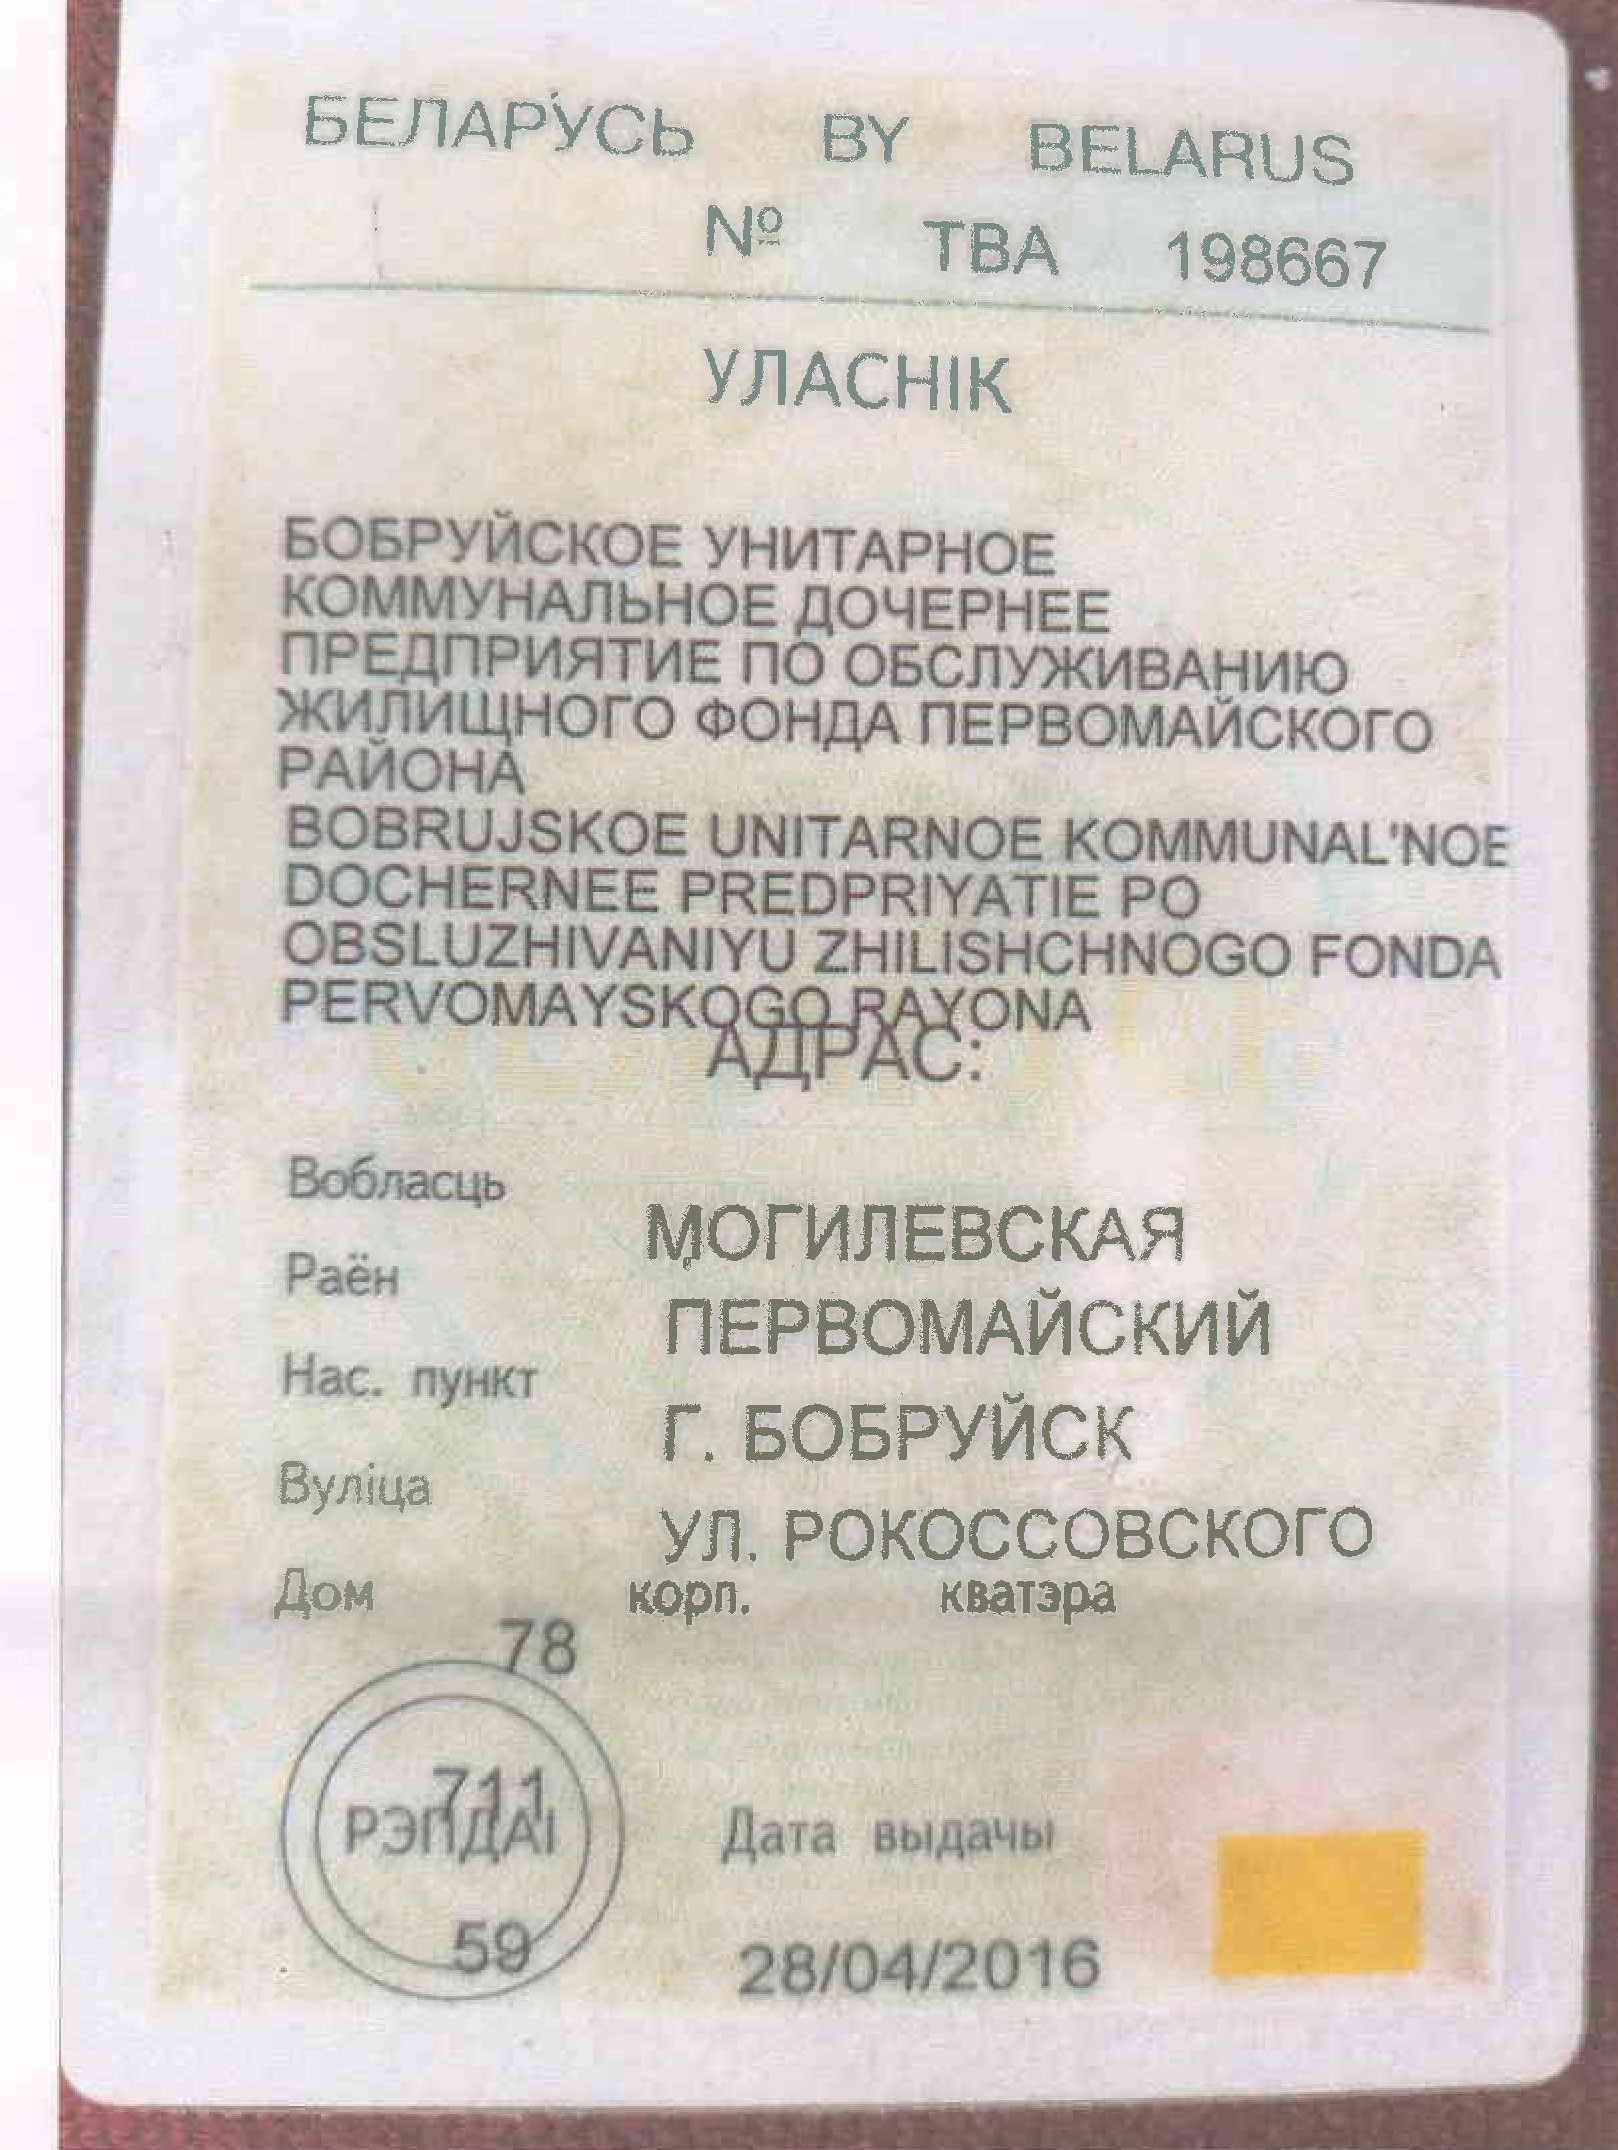 БЕЛАРУСЬ BY BELARUS
№ TBA 198667
УЛАСНІК
БОБРУЙСКОЕ УНИТАРНОЕ
КОММУНАЛЬНОЕ ДОЧЕРНЕЕ
ПРЕДПРИЯТИЕ ПО ОБСЛУЖИВАНИЮ
ЖИЛИЩНОГО ФОНДА ПЕРВОМАЙСКОГО
РАЙОНА
BOBRUJSKOE UNITARNOE KOMMUNAL'NOE
DOCHERNEE PREDPRIYATIE PO
OBSLUZHIVANIYU ZHILISHCHNOGO FONDA
PERVOMAYSKOGO RAYONA
АДРАС:
Вобласць МОГИЛЕВСКАЯ
Раён ПЕРВОМАЙСКИЙ
Нас. пункт Г. БОБРУЙСК
Вуліца УЛ. РОКОССОВСКОГО
Дом корп. кватэра
78
711
РЭПДАІ Дата выдачы
59 28/04/2016